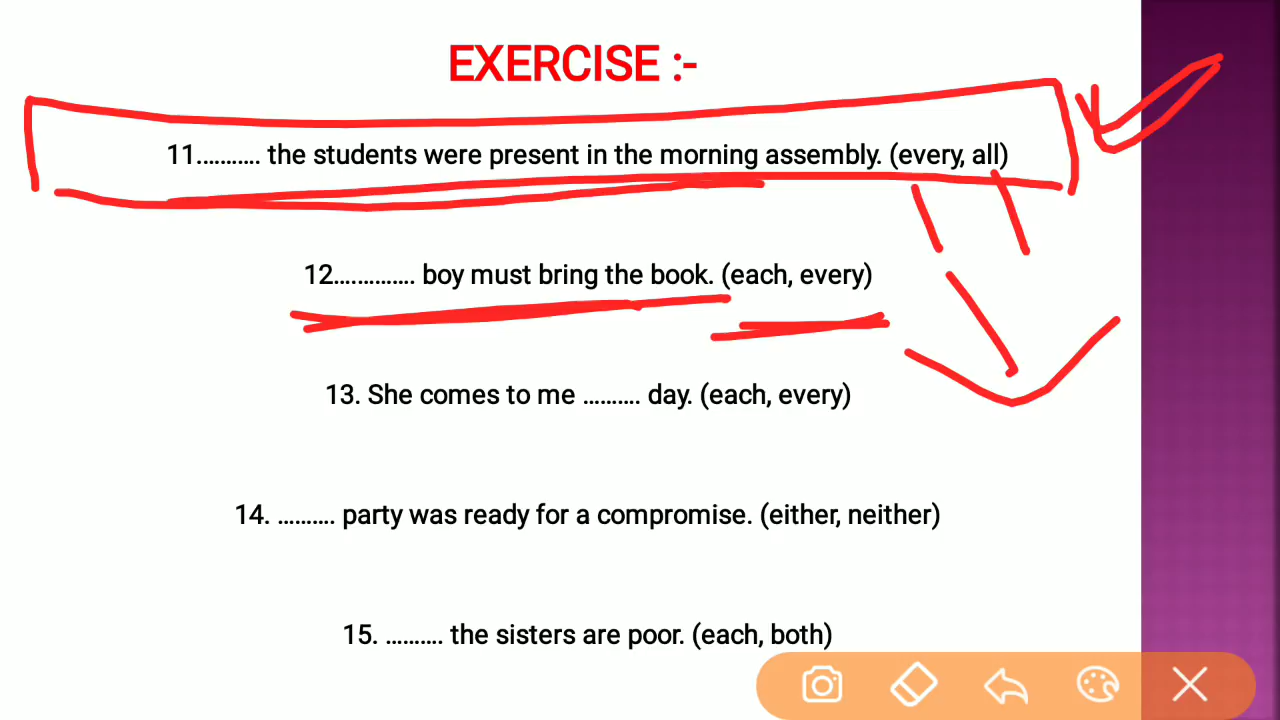 EXERCISE :-
11........... the students were present in the morning assembly. (every, all)
12............. boy must bring the book. (each, every)
13. She comes to me .......... day. (each, every)
14. .......... party was ready for a compromise. (either, neither)
15. .......... the sisters are poor. (each, both)